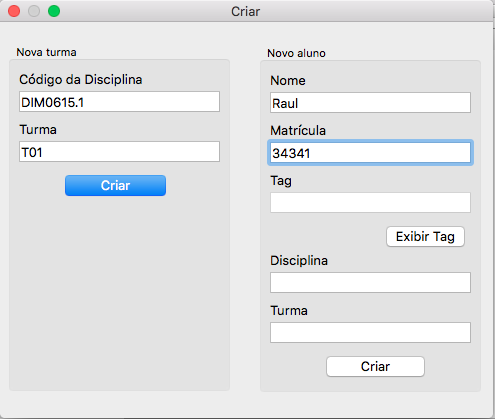 Criar
Nova turma
Código da Disciplina
DIM0615.1
Turma
T01
Criar
Novo aluno
Nome
Raul
Matrícula
34341
Tag
Exibir Tag
Disciplina
Turma
Criar